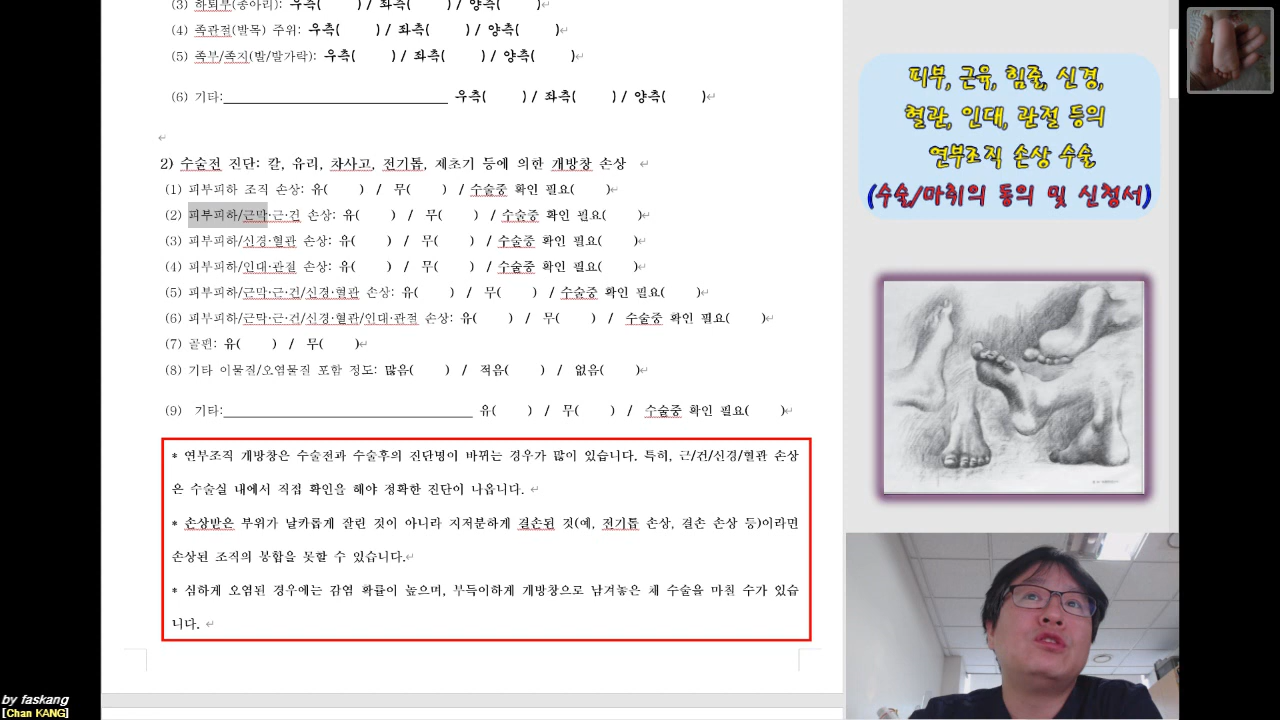 (3) 하퇴부(종아리): 우측( ) / 좌측( ) / 양측( )
(4) 족관절(발목) 주위: 우측( ) / 좌측( ) / 양측( )
(5) 족부/족지(발/발가락): 우측( ) / 좌측( ) / 양측( )
(6) 기타: 우측( ) / 좌측( ) / 양측( )
2) 수술전 진단: 칼, 유리, 차사고, 전기톱, 제초기 등에 의한 개방창 손상
(1) 피부피하 조직 손상: 유( ) / 무( ) / 수술중 확인 필요( )
(2) 피부피하/근막·근·건 손상: 유( ) / 무( ) / 수술중 확인 필요( )
(3) 피부피하/신경·혈관 손상: 유( ) / 무( ) / 수술중 확인 필요( )
(4) 피부피하/인대·관절 손상: 유( ) / 무( ) / 수술중 확인 필요( )
(5) 피부피하/근막·근·건/신경·혈관 손상: 유( ) / 무( ) / 수술중 확인 필요( )
(6) 피부피하/근막·근·건/신경·혈관/인대·관절 손상: 유( ) / 무( ) / 수술중 확인 필요( )
(7) 골편: 유( ) / 무( )
(8) 기타 이물질/오염물질 포함 정도: 많음( ) / 적음( ) / 없음( )
(9) 기타: 유( ) / 무( ) / 수술중 확인 필요( )
* 연부조직 개방창은 수술전과 수술후의 진단명이 바뀌는 경우가 많이 있습니다. 특히, 근/건/신경/혈관 손상
은 수술실 내에서 직접 확인을 해야 정확한 진단이 나옵니다.
* 손상받은 부위가 날카롭게 잘린 것이 아니라 지저분하게 결손된 것(예, 전기톱 손상, 결손 손상 등)이라면
손상된 조직의 봉합을 못할 수 있습니다.
* 심하게 오염된 경우에는 감염 확률이 높으며, 부득이하게 개방창으로 남겨놓은 채 수술을 마칠 수가 있습
니다.
피부, 근육, 힘줄, 신경,
혈관, 인대, 관절 등의
연부조직 손상 수술
(수술/마취의 동의 및 신청서)
by faskang
[Chan KANG]